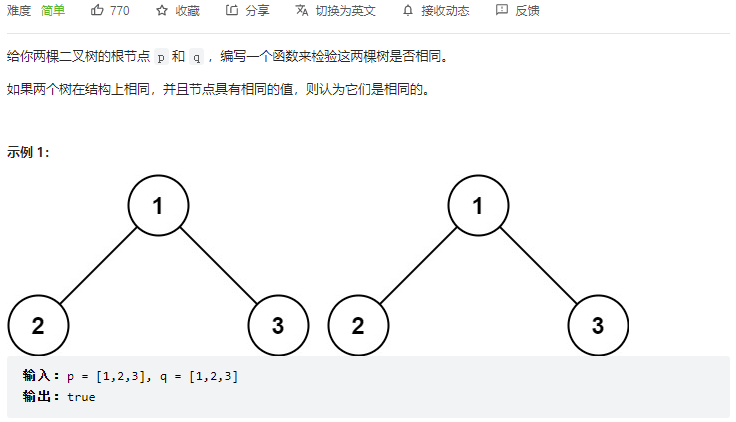 难度 简单 770 收藏 分享 切换为英文 接收动态 反馈
给你两棵二叉树的根节点 p 和 q ，编写一个函数来检验这两棵树是否相同。
如果两个树在结构上相同，并且节点具有相同的值，则认为它们是相同的。
示例 1：
1 1
2 3 2 3
输入：p = [1,2,3], q = [1,2,3]
输出：true